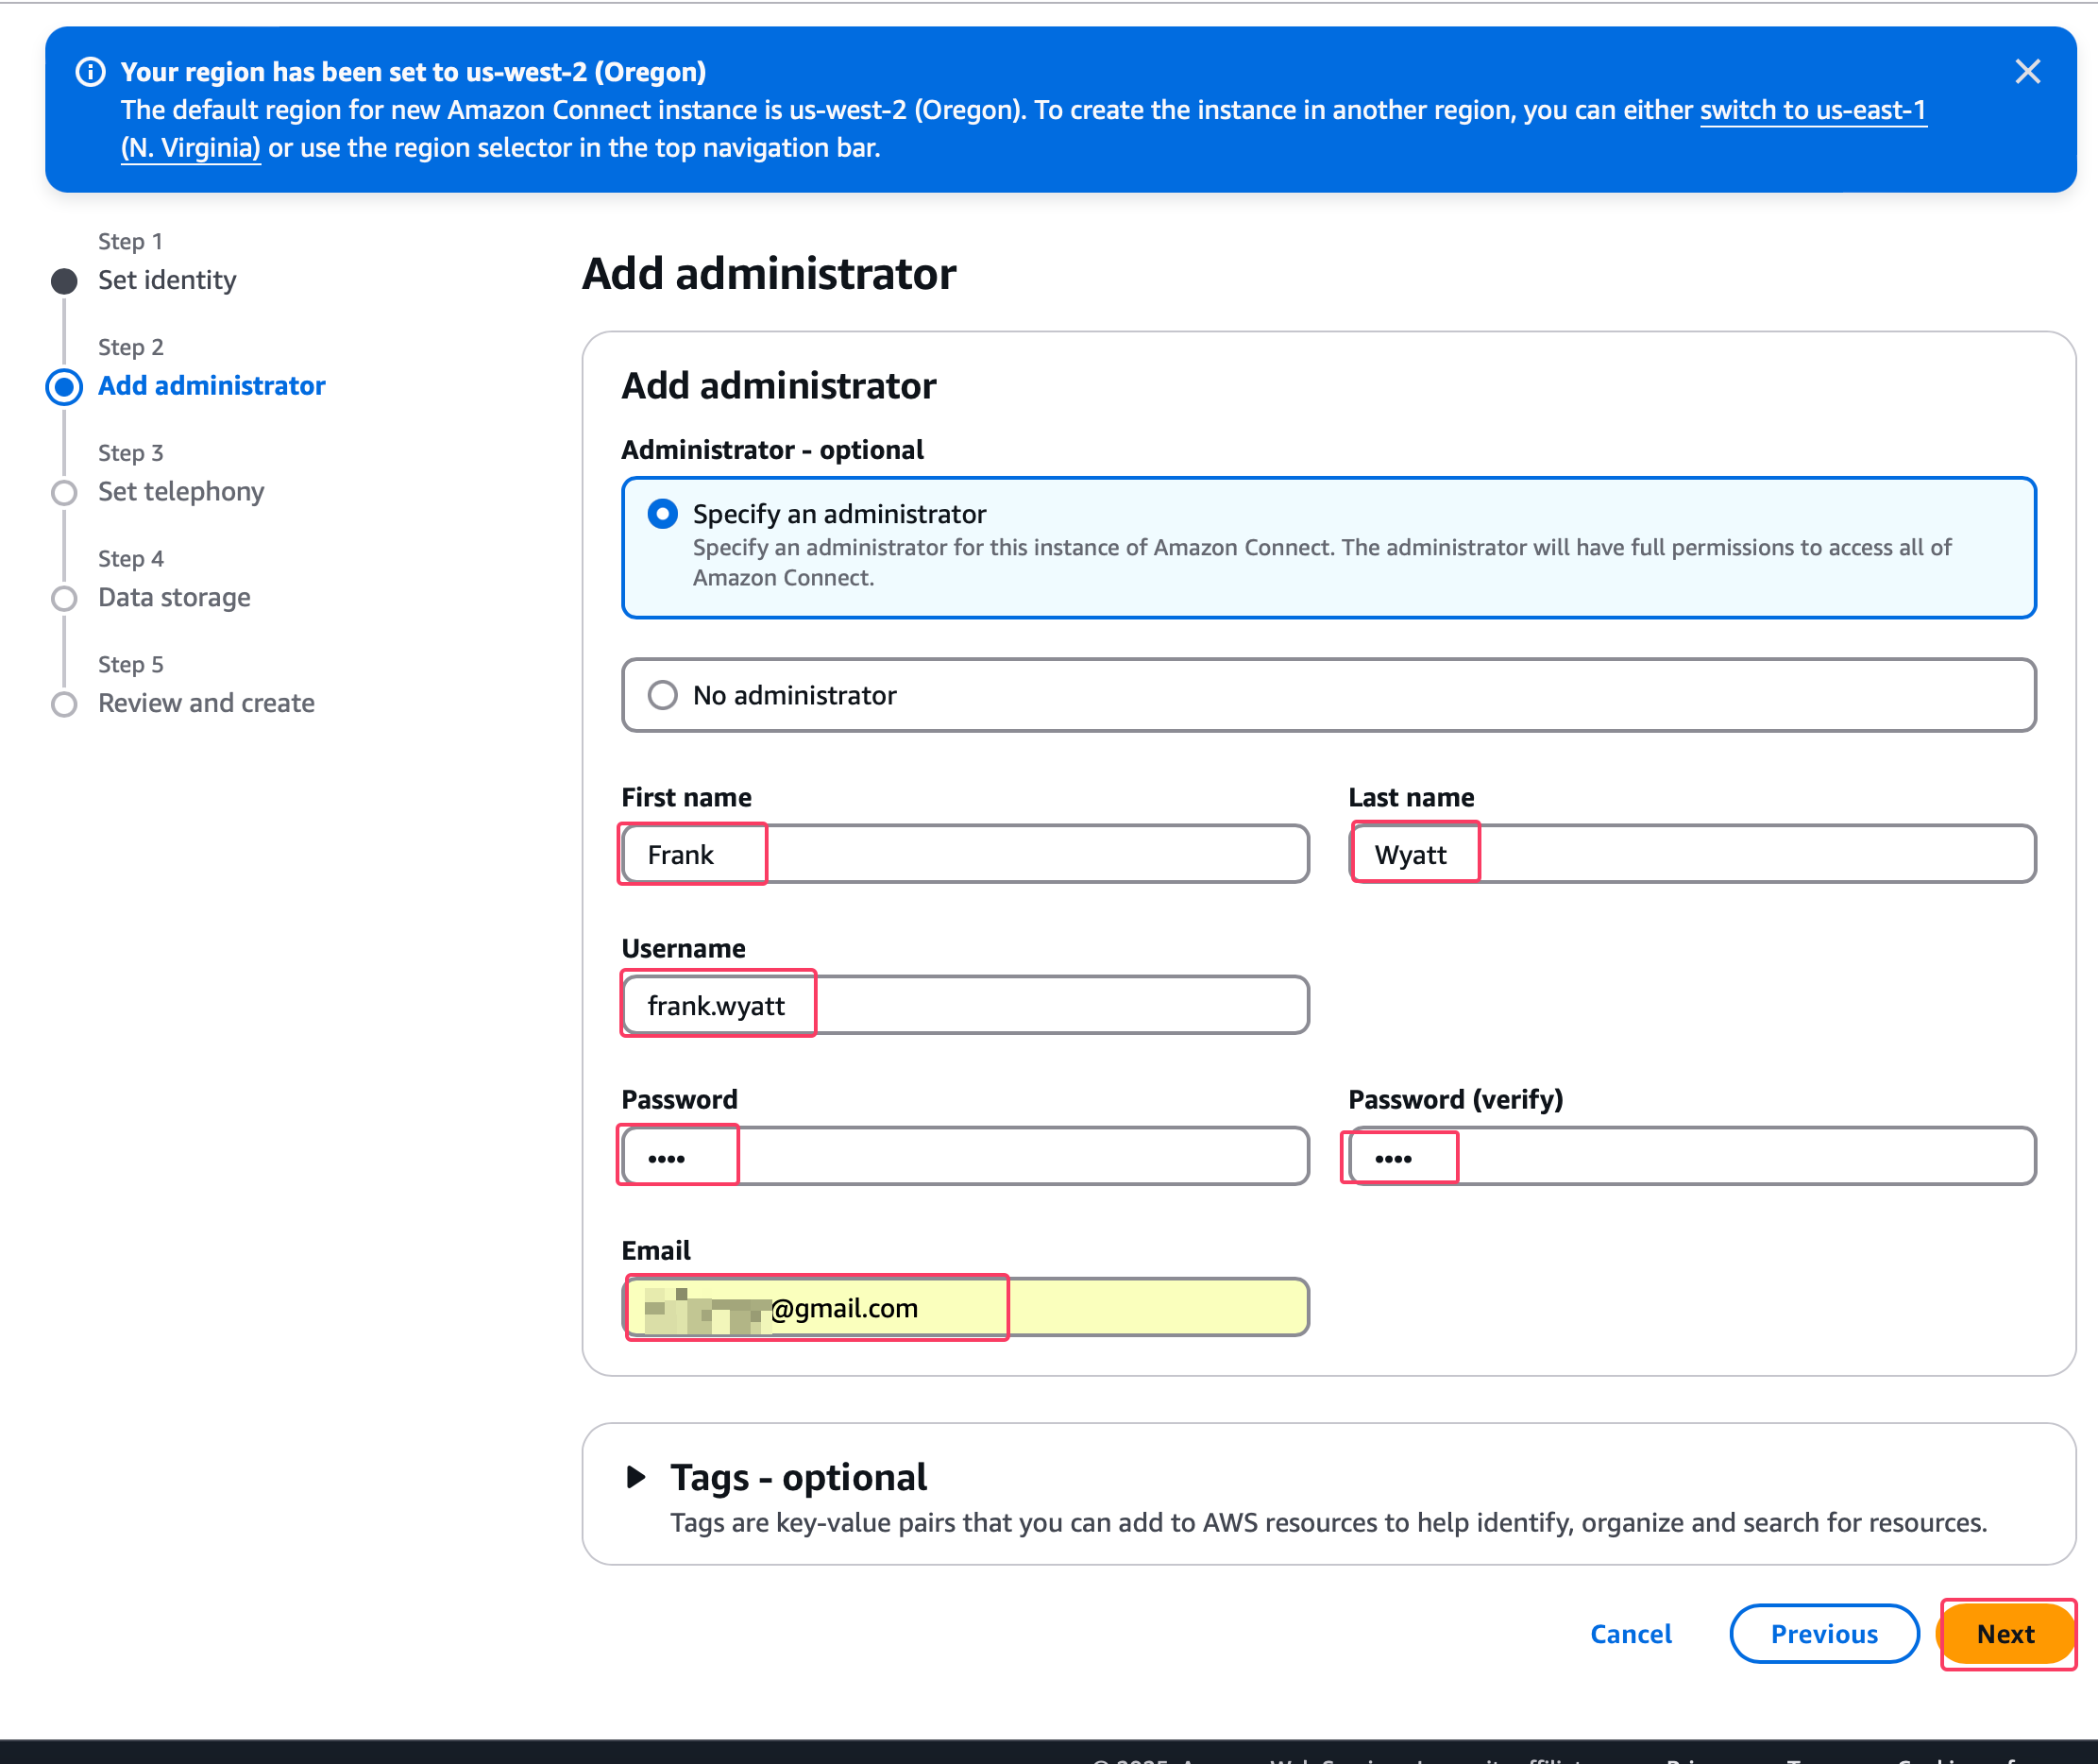 Your region has been set to us-west-2 (Oregon)
The default region for new Amazon Connect instance is us-west-2 (Oregon). To create the instance in another region, you can either switch to us-east-1
(N. Virginia) or use the region selector in the top navigation bar.
Step 1
Set identity
Step 2
Add administrator
Step 3
Set telephony
Step 4
Data storage
Step 5
Review and create
Add administrator
Add administrator
Administrator - optional
Specify an administrator
Specify an administrator for this instance of Amazon Connect. The administrator will have full permissions to access all of
Amazon Connect.
No administrator
First name
Last name
Frank
Wyatt
Username
frank.wyatt
Password
Password (verify)
••••
••••
Email
@gmail.com
Tags - optional
Tags are key-value pairs that you can add to AWS resources to help identify, organize and search for resources.
Cancel
Previous
Next